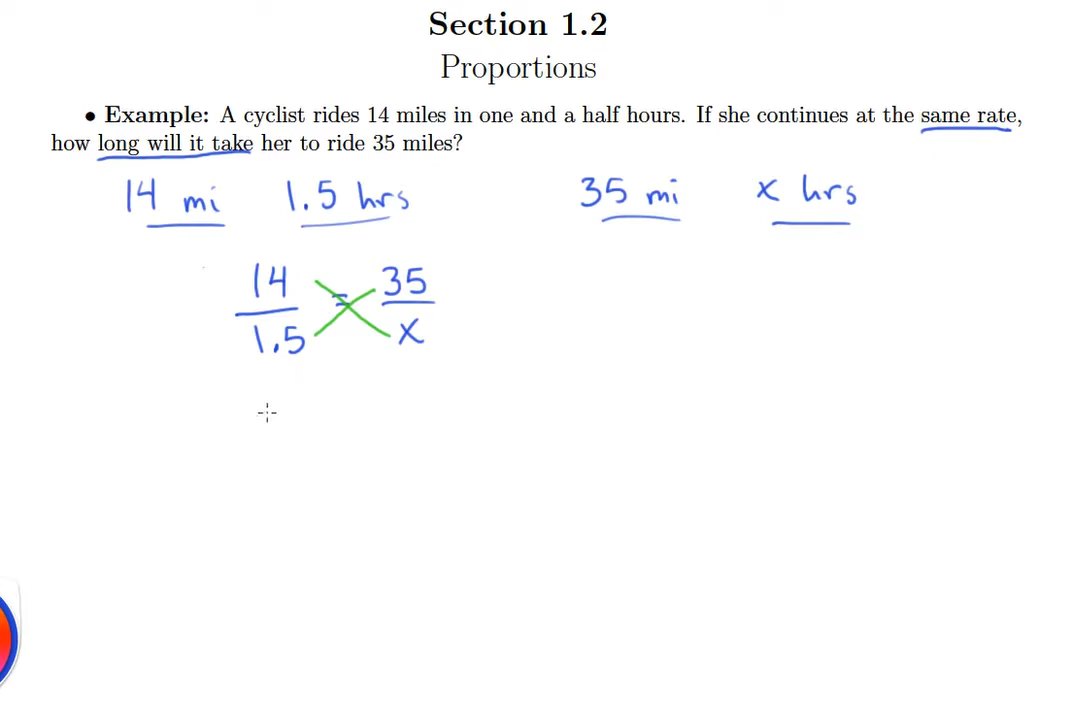 Section 1.2
Proportions
• Example: A cyclist rides 14 miles in one and a half hours. If she continues at the same rate,
how long will it take her to ride 35 miles?
14 mi 1.5 hrs 35 mi x hrs
14/1.5 = 35/x